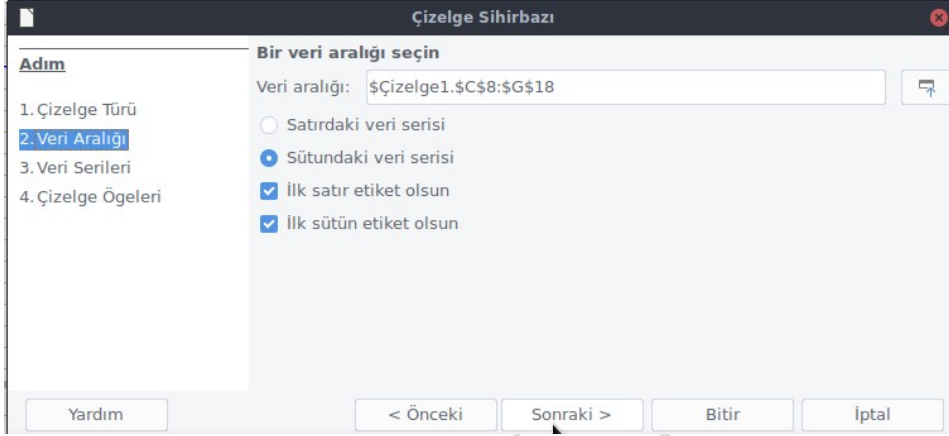 Çizelge Sihirbazı
Adım
1. Çizelge Türü
2. Veri Aralığı
3. Veri Serileri
4. Çizelge Ögeleri
Bir veri aralığı seçin
Veri aralığı: $Çizelge1.$C$8:$G$18
Satırdaki veri serisi
Sütundaki veri serisi
İlk satır etiket olsun
İlk sütün etiket olsun
Yardım < Önceki Sonraki > Bitir İptal